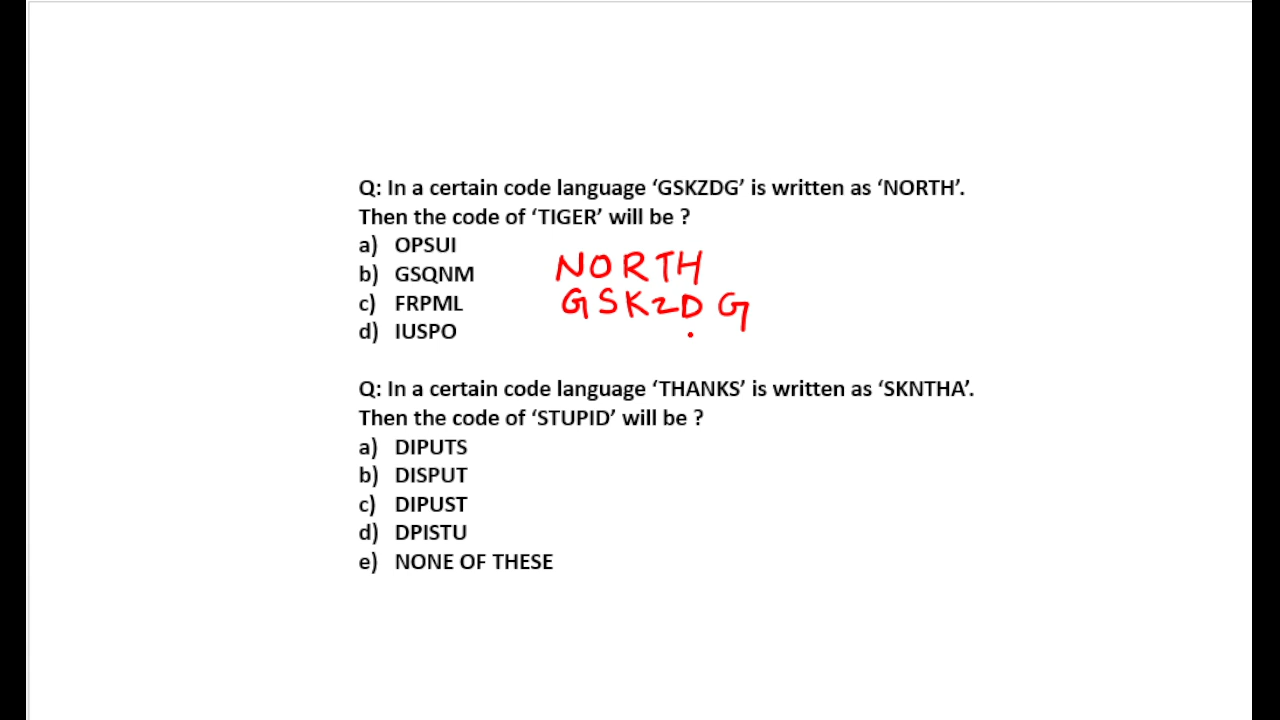 Q: In a certain code language ‘GSKZDG’ is written as ‘NORTH’.
Then the code of ‘TIGER’ will be ?
a) OPSUI
b) GSQNM
c) FRPML
d) IUSPO
NORTH
GSKZDG
Q: In a certain code language ‘THANKS’ is written as ‘SKNTHA’.
Then the code of ‘STUPID’ will be ?
a) DIPUTS
b) DISPUT
c) DIPUST
d) DPISTU
e) NONE OF THESE